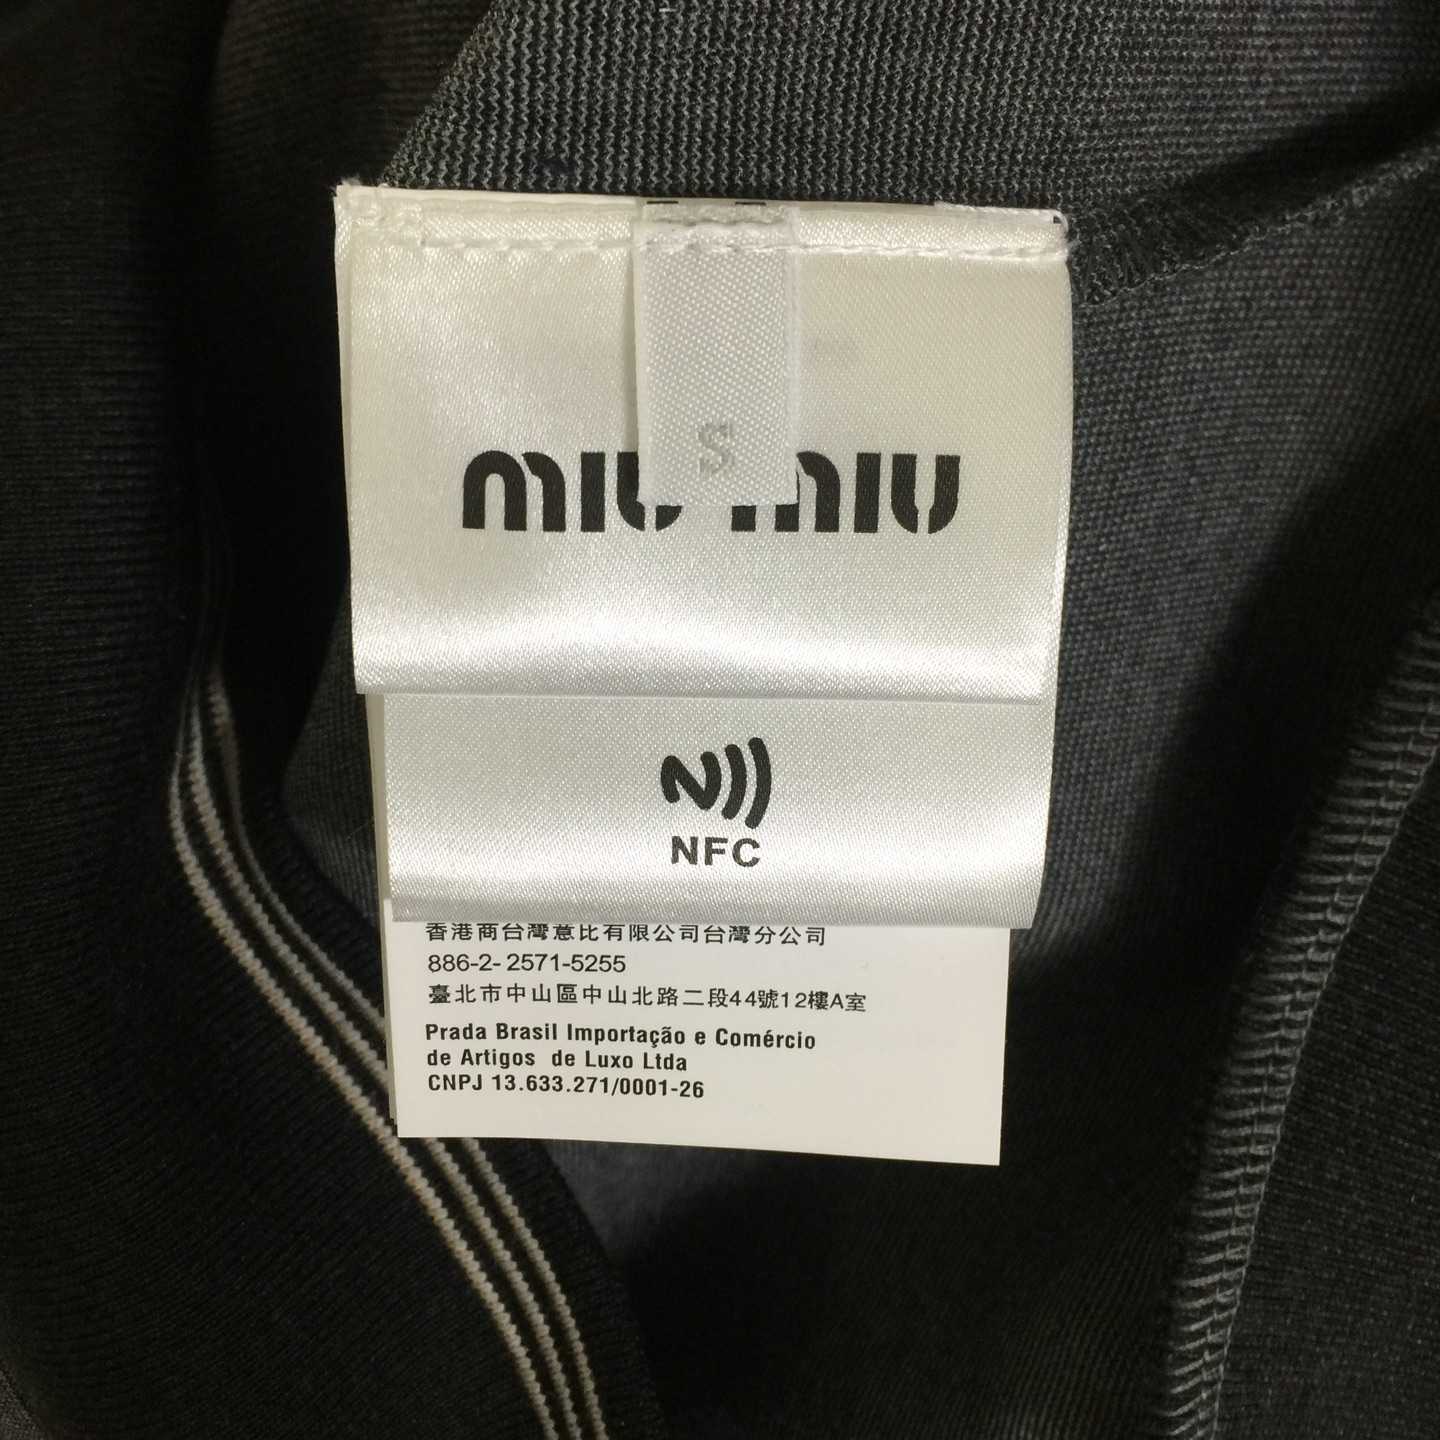 S
miu miu
NFC
香港商台灣意比有限公司台灣分公司
886-2- 2571-5255
臺北市中山區中山北路二段44號12樓A室
Prada Brasil Importação e Comércio
de Artigos de Luxo Ltda
CNPJ 13.633.271/0001-26